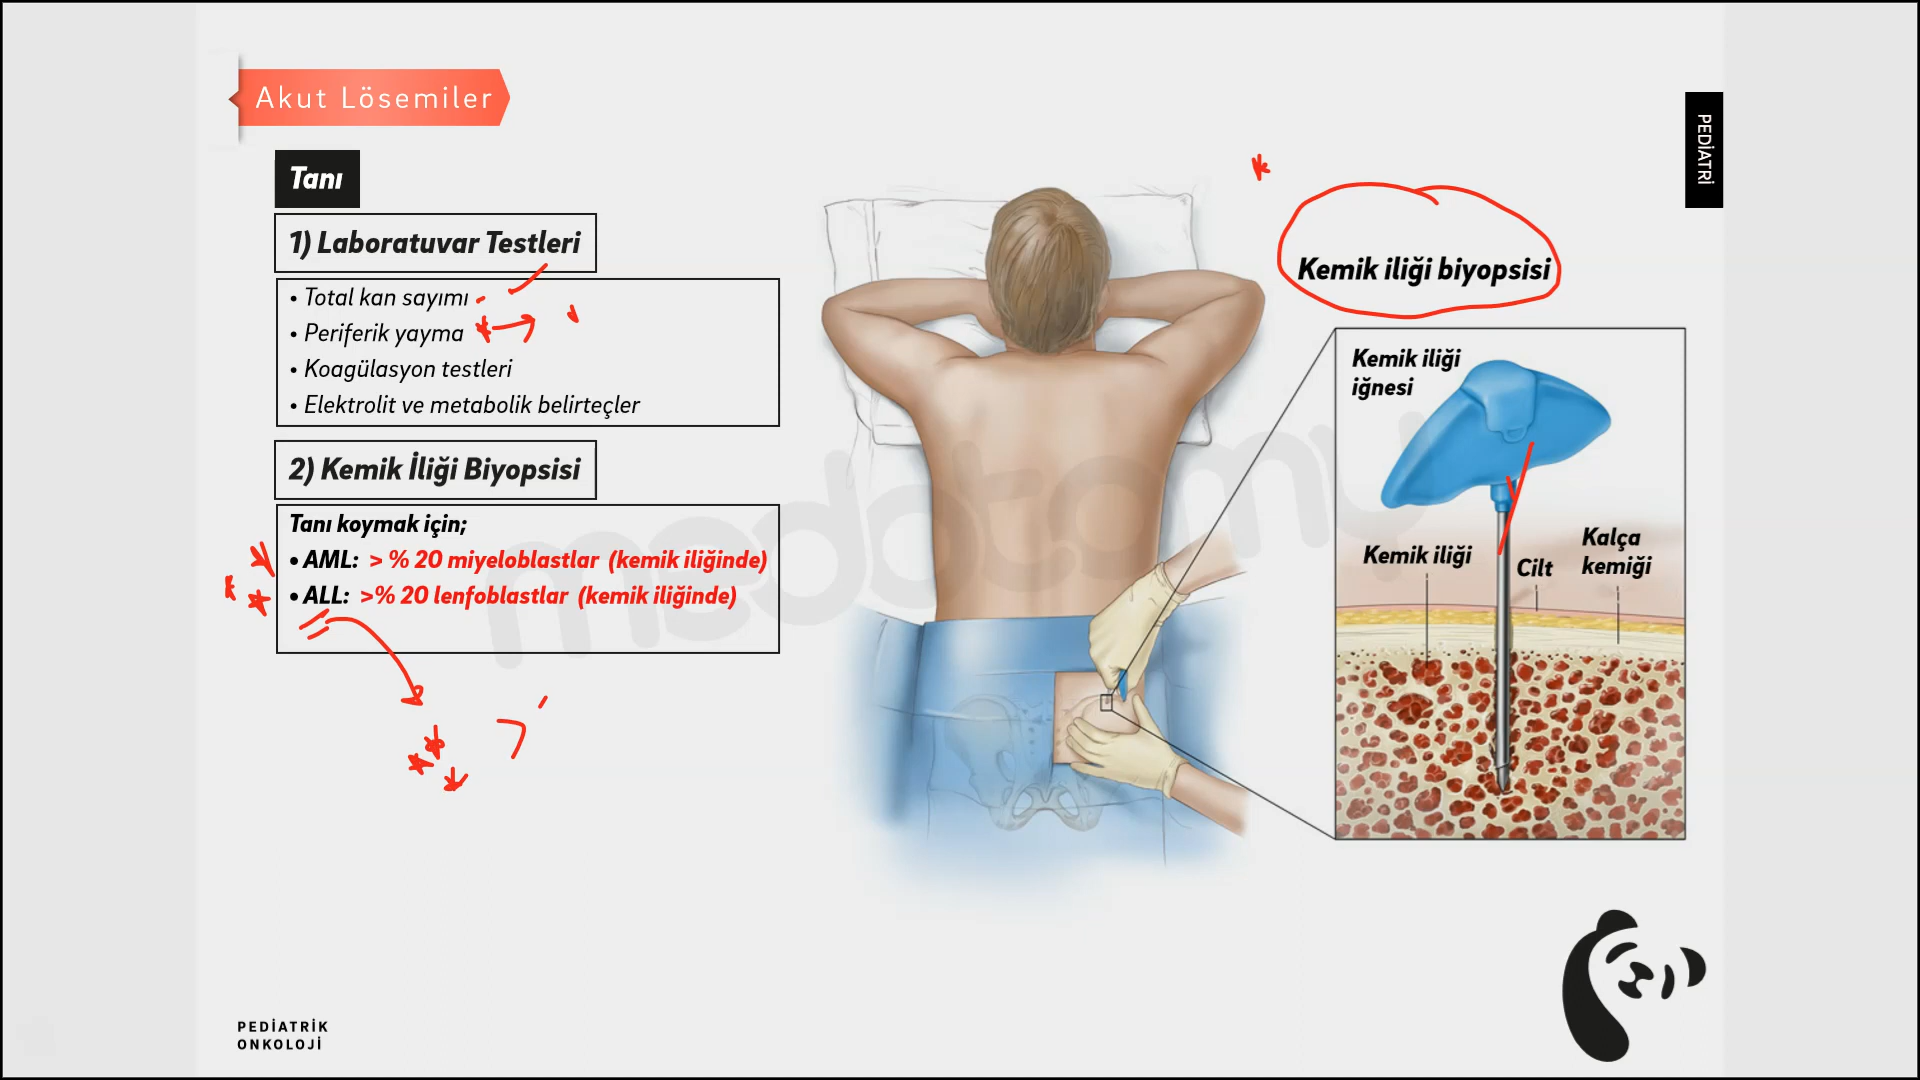 Akut Lösemiler
PEDİATRİ
Tanı
1) Laboratuvar Testleri
• Total kan sayımı
• Periferik yayma
• Koagülasyon testleri
• Elektrolit ve metabolik belirteçler
2) Kemik İliği Biyopsisi
Tanı koymak için;
• AML: > % 20 miyeloblastlar (kemik iliğinde)
• ALL: >% 20 lenfoblastlar (kemik iliğinde)
Kemik iliği biyopsisi
Kemik iliği
iğnesi
Kemik iliği
Cilt
Kalça
kemiği
medotomy
PEDİATRİK
ONKOLOJİ